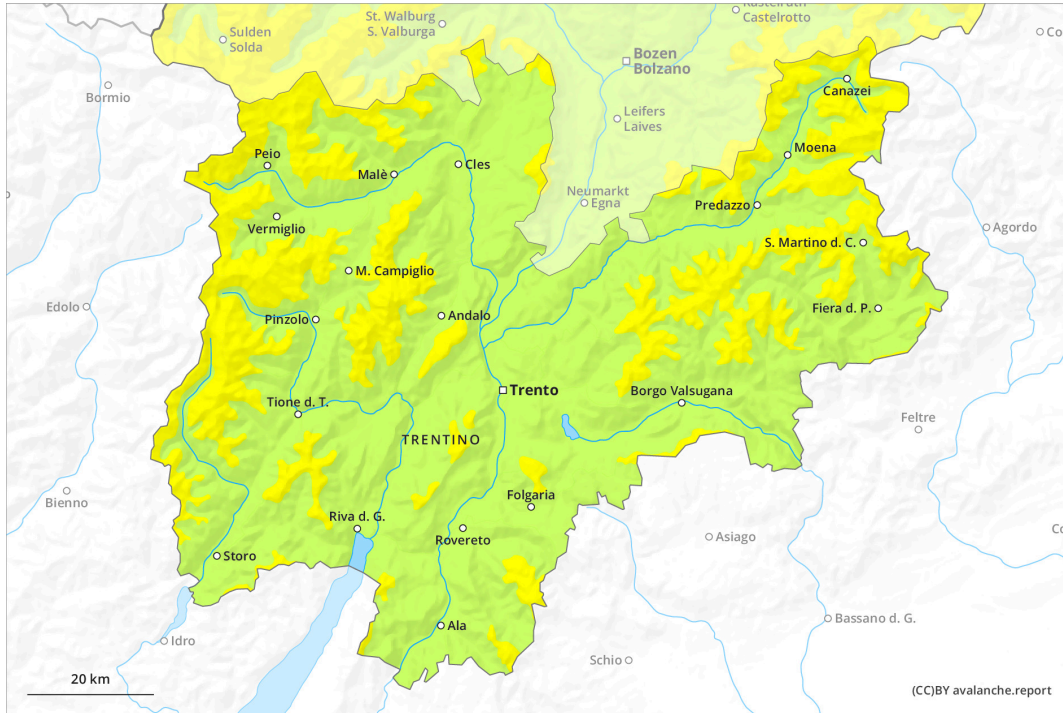 Kastelruth
Castelrotto
St. Walburg
S. Valburga
Sulden
Solda
Bozen
Bolzano
Bormio
Canazei
Leifers
Laives
Moena
Peio
Cles
Malè
Neumarkt
Egna
Predazzo
Vermiglio
Agordo
S. Martino d. C.
M. Campiglio
Edolo
Fiera d. P.
Pinzolo
Andalo
Trento
Borgo Valsugana
Tione d. T.
Feltre
TRENTINO
Bienno
Folgaria
Riva d. G.
Rovereto
Asiago
Storo
Bassano d. G.
Ala
Idro
Schio
20 km
(CC)BY avalanche.report